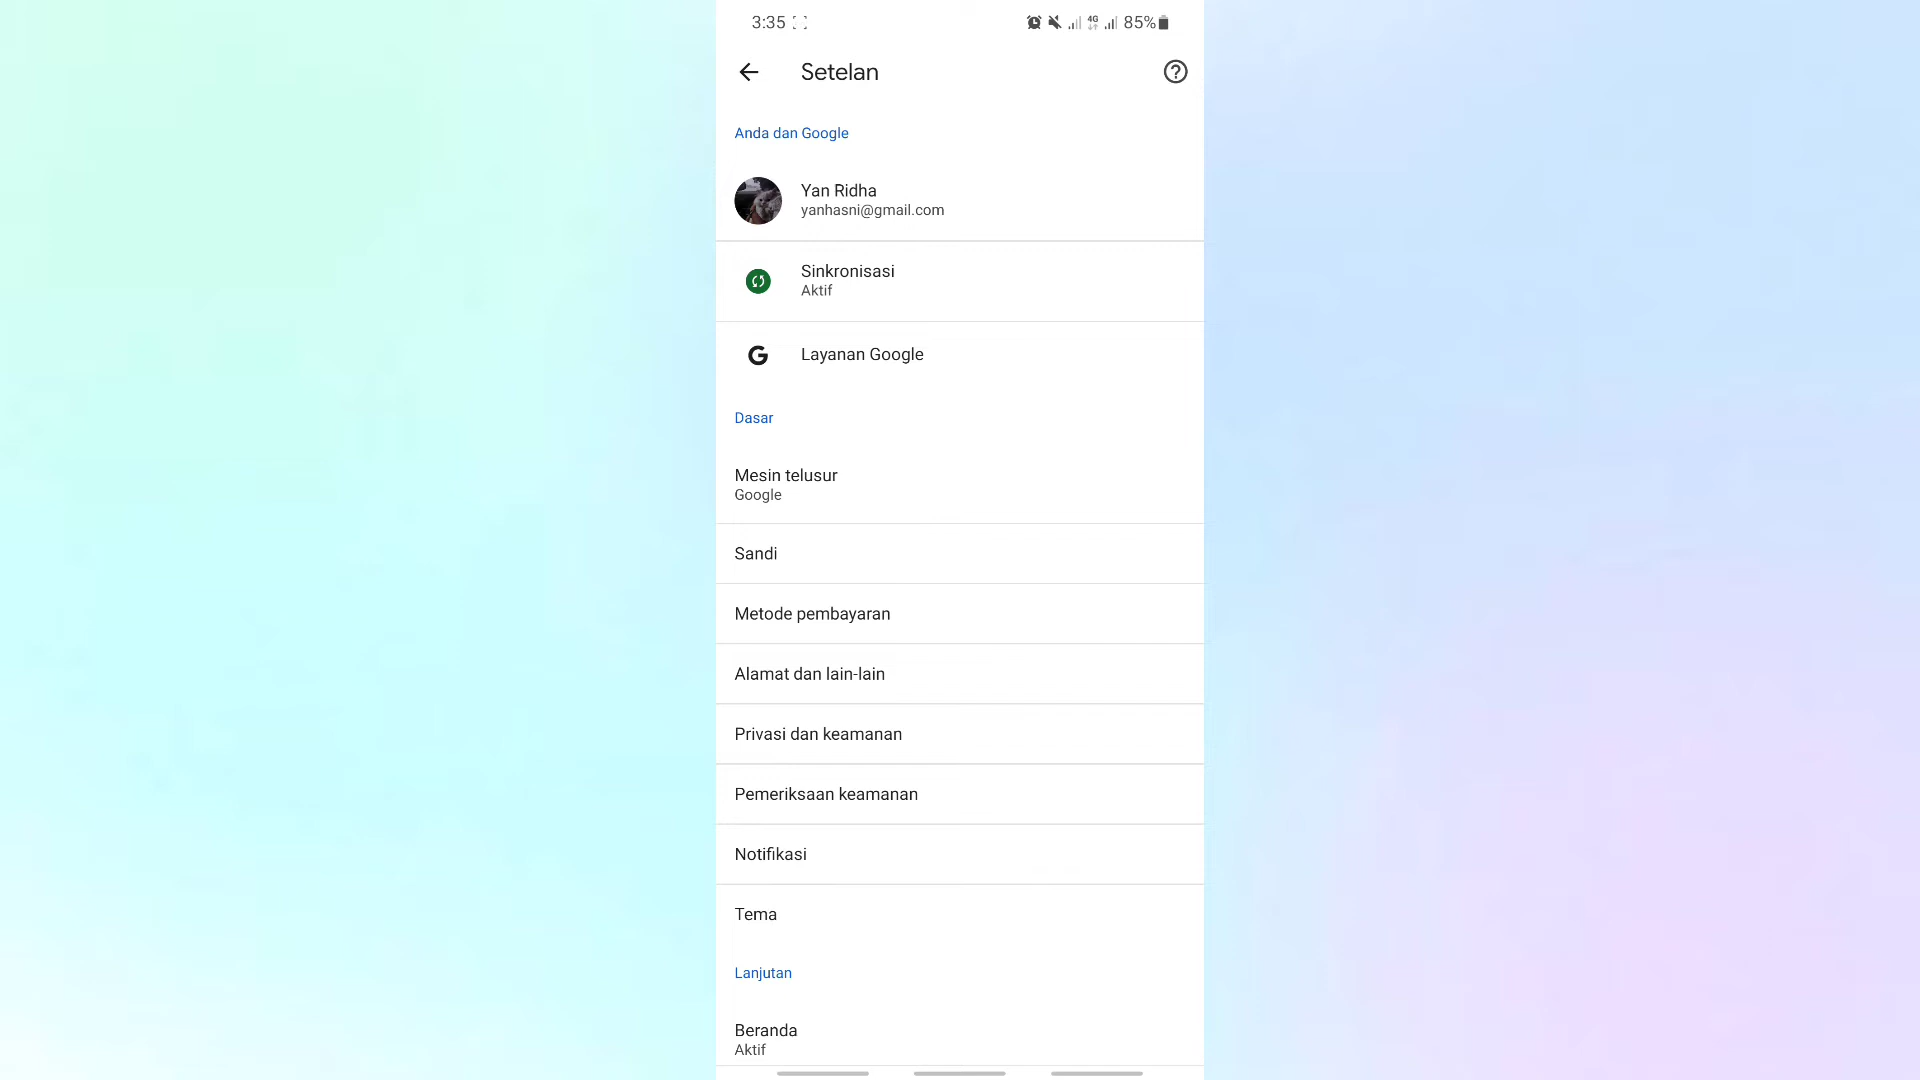 3:35
4G
85%
Setelan
Anda dan Google
Yan Ridha
yanhasni@gmail.com
Sinkronisasi
Aktif
Layanan Google
Dasar
Mesin telusur
Google
Sandi
Metode pembayaran
Alamat dan lain-lain
Privasi dan keamanan
Pemeriksaan keamanan
Notifikasi
Tema
Lanjutan
Beranda
Aktif